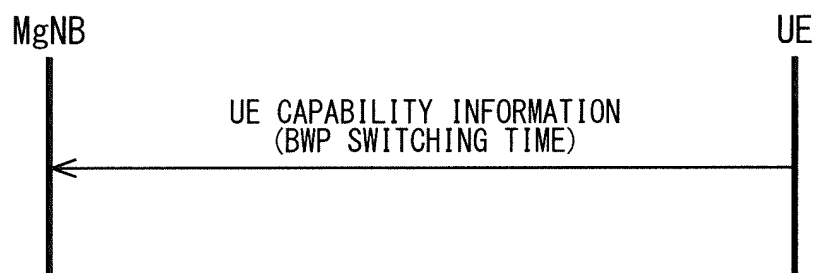 MgNB
UE
UE CAPABILITY INFORMATION
(BWP SWITCHING TIME)